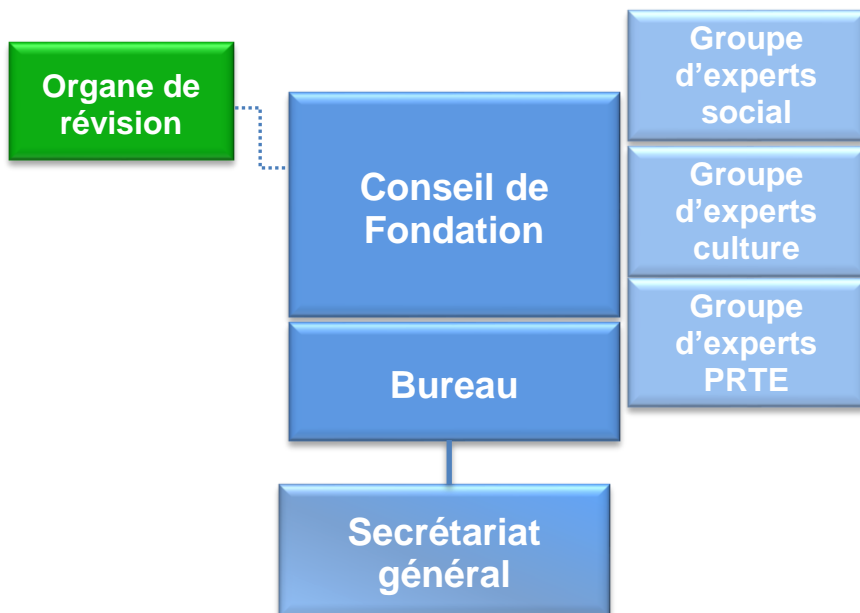 Organe de
révision
Conseil de
Fondation
Bureau
Secrétariat
général
Groupe
d’experts
social
Groupe
d’experts
culture
Groupe
d’experts
PRTE